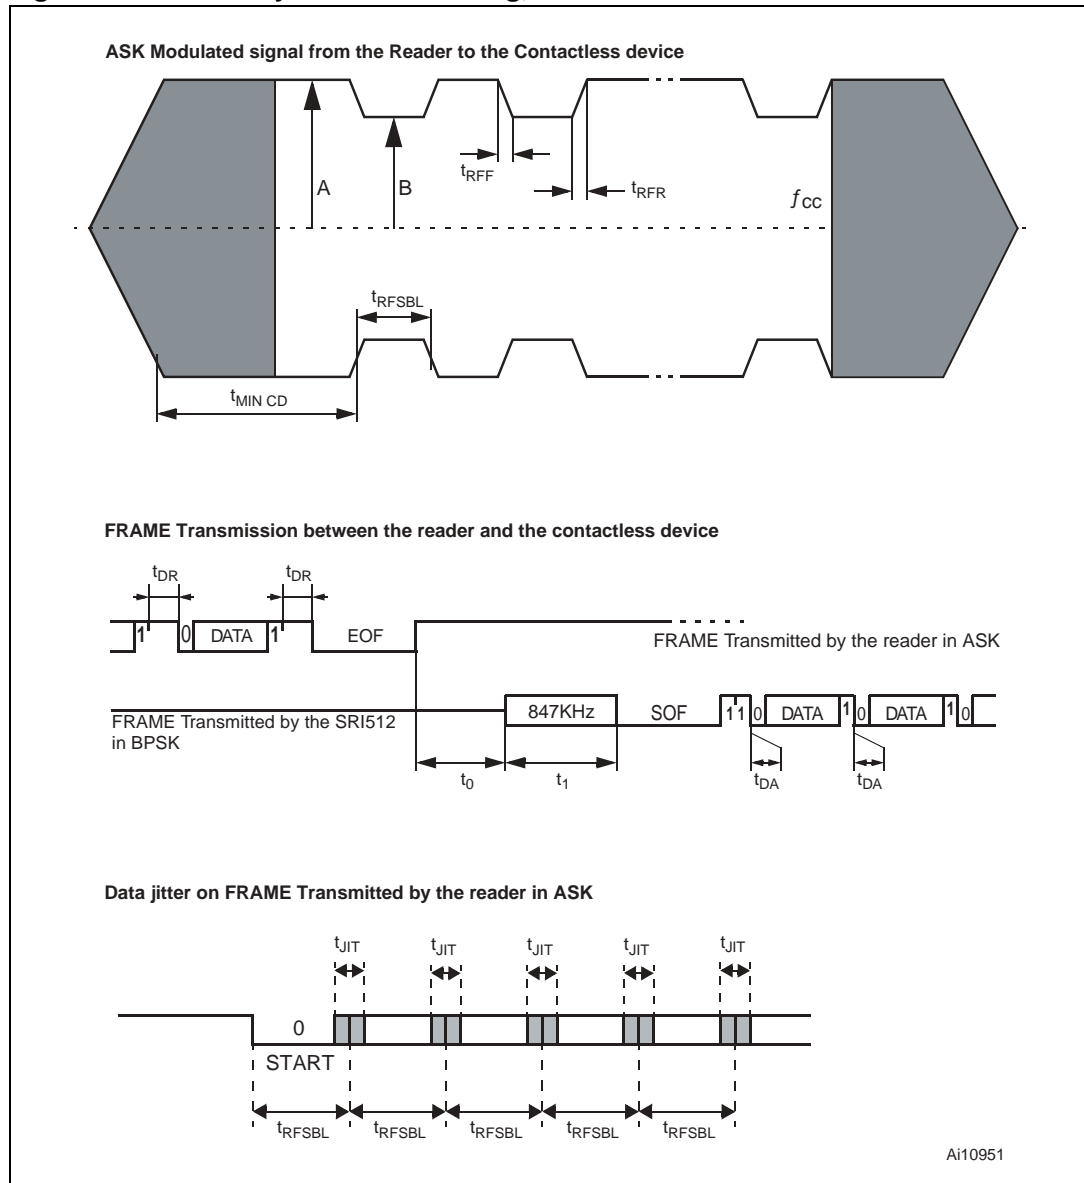 ASK Modulated signal from the Reader to the Contactless device
A
B
tRFF
tRFR
ƒcc
tRFSBL
tMIN CD
FRAME Transmission between the reader and the contactless device
tDR
tDR
1
0
DATA
1
EOF
FRAME Transmitted by the reader in ASK
FRAME Transmitted by the SRI512
in BPSK
847KHz
SOF
1
1
0
DATA
1
0
DATA
1
0
t0
t1
tDA
tDA
Data jitter on FRAME Transmitted by the reader in ASK
tJIT
tJIT
tJIT
tJIT
tJIT
0
START
tRFSBL
tRFSBL
tRFSBL
tRFSBL
tRFSBL
Ai10951